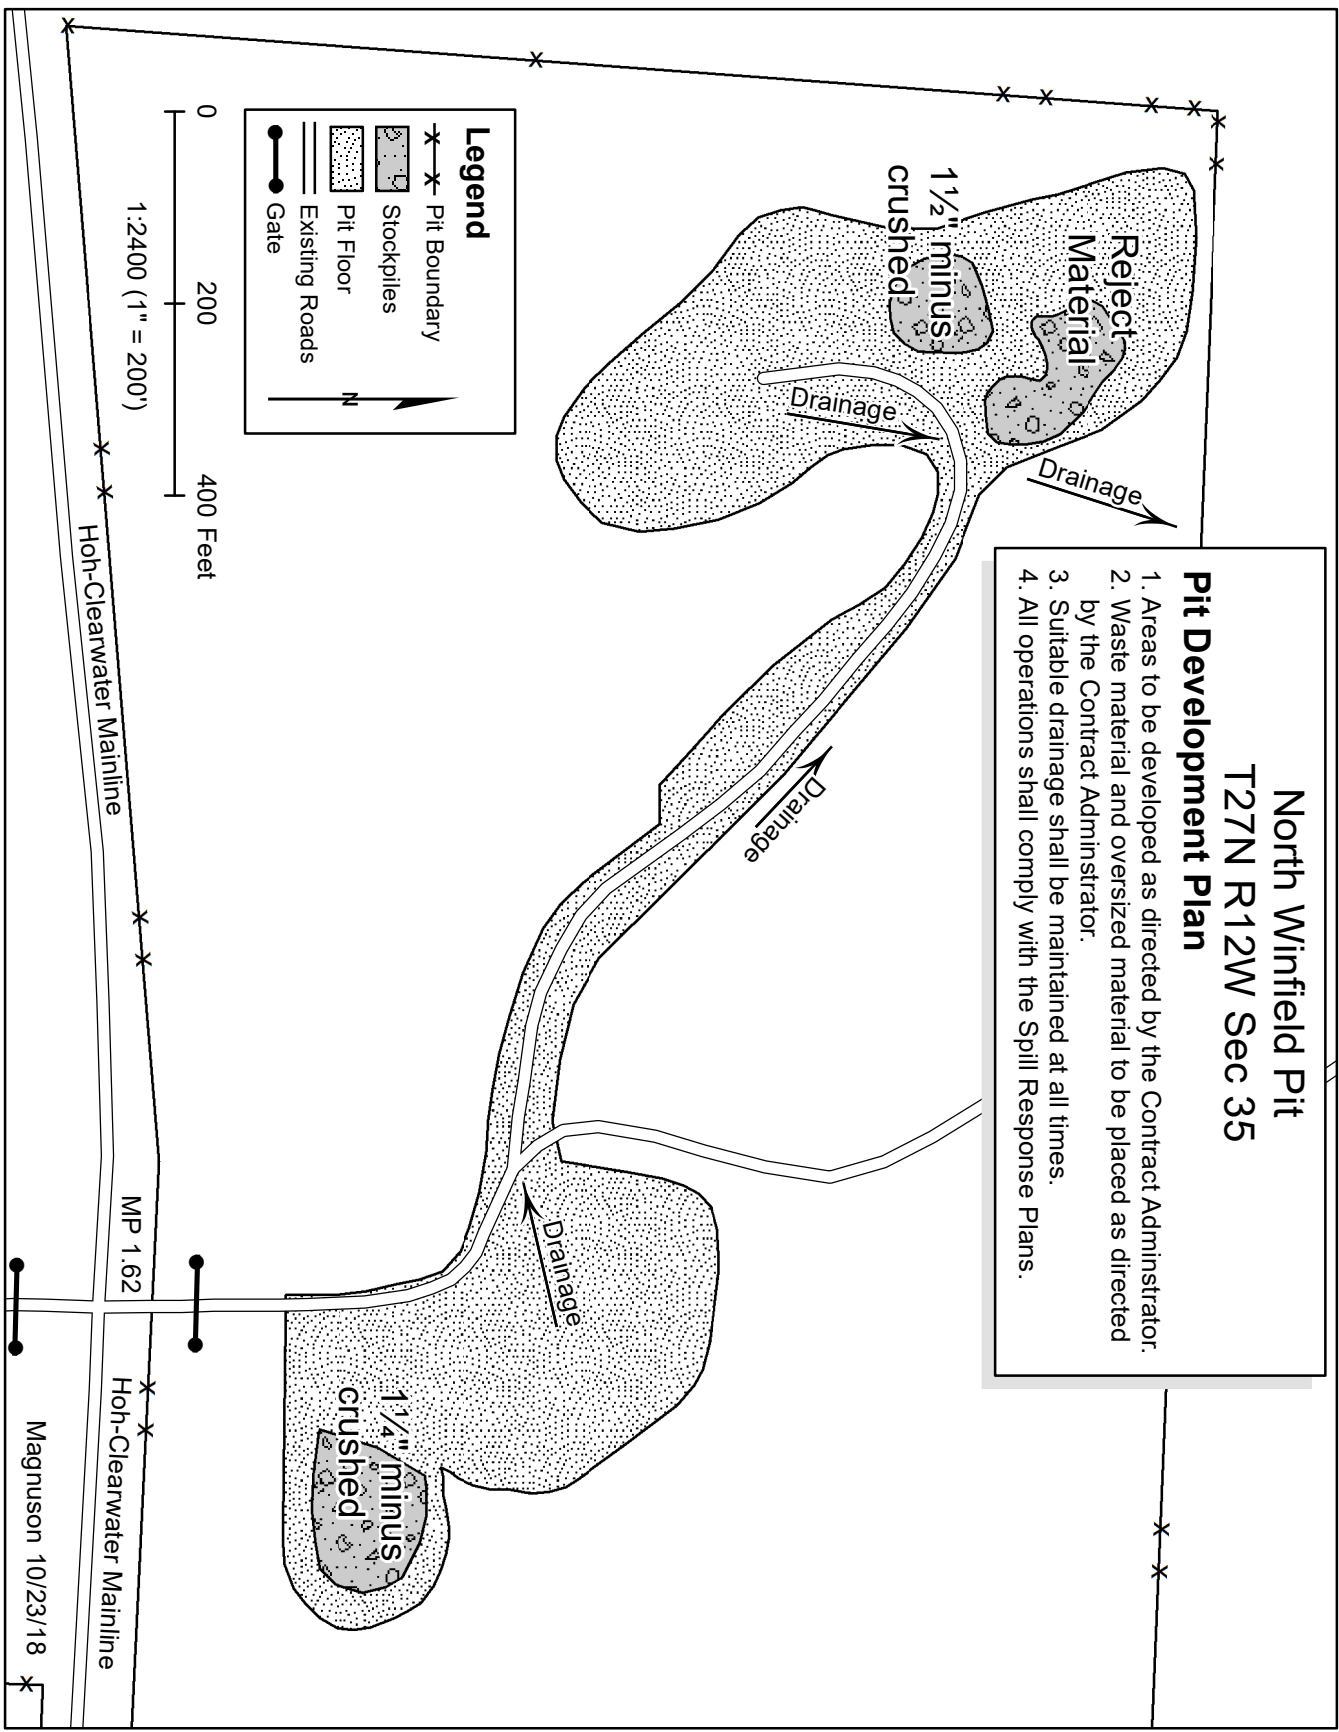 North Winfield Pit
T27N R12W Sec 35
Pit Development Plan
1. Areas to be developed as directed by the Contract Adminstrator.
2. Waste material and oversized material to be placed as directed
by the Contract Adminstrator.
3. Suitable drainage shall be maintained at all times.
4. All operations shall comply with the Spill Response Plans.
Reject
Material
1½" minus
crushed
Drainage
Drainage
Drainage
Drainage
1¼" minus
crushed
Legend
Pit Boundary
Stockpiles
Pit Floor
Existing Roads
Gate
N
0 200 400 Feet
1:2400 (1" = 200')
Hoh-Clearwater Mainline
MP 1.62
Hoh-Clearwater Mainline
Magnuson 10/23/18